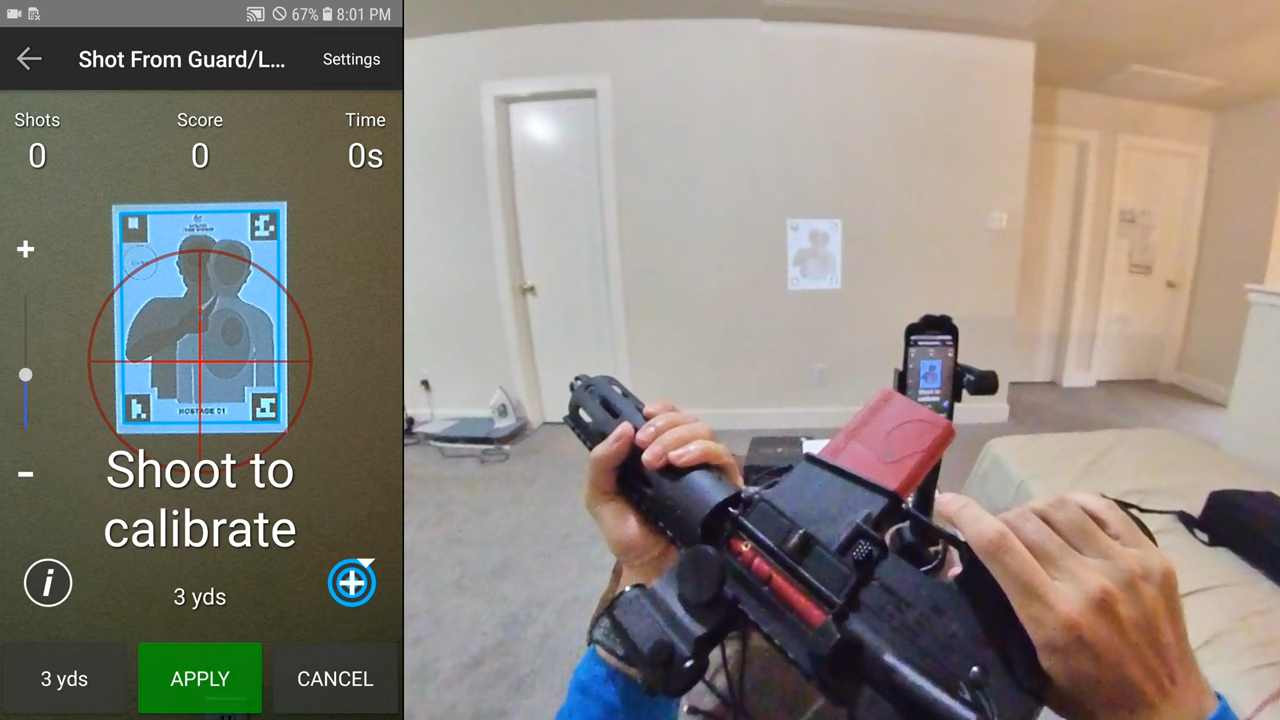 67% 8:01 PM
Shot From Guard/L... Settings
Shots Score Time
0 0 0s
+
HOSTAGE 01
-
Shoot to
calibrate
i
3 yds
3 yds APPLY CANCEL